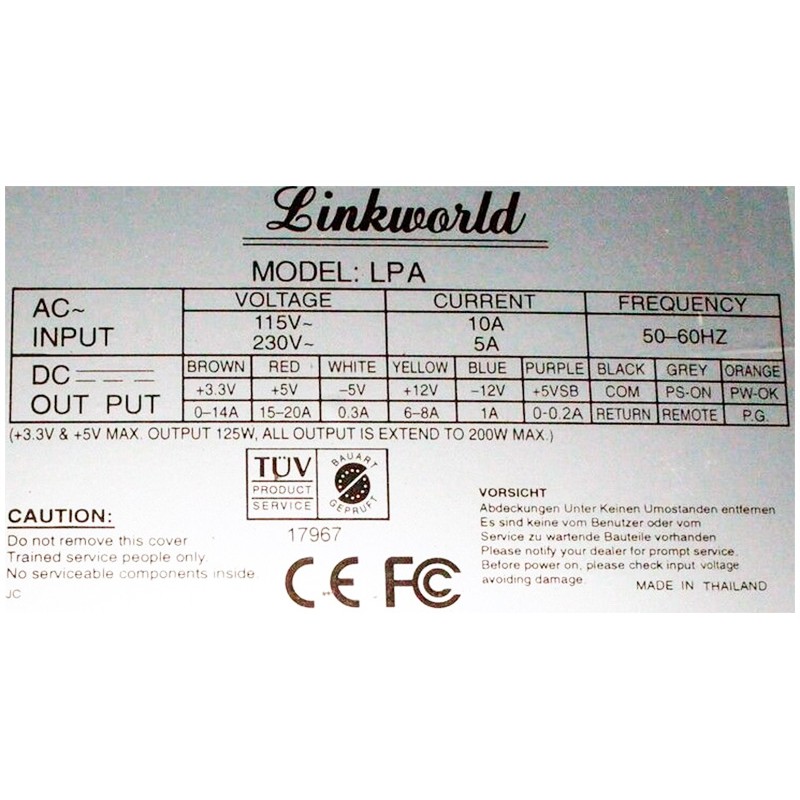 Linkworld
MODEL: LPA
AC~ INPUT VOLTAGE CURRENT FREQUENCY
115V~ 10A 50–60HZ
230V~ 5A
DC OUT PUT BROWN RED WHITE YELLOW BLUE PURPLE BLACK GREY ORANGE
+3.3V +5V –5V +12V –12V +5VSB COM PS-ON PW-OK
0–14A 15–20A 0.3A 6–8A 1A 0-0.2A RETURN REMOTE P.G.
(+3.3V & +5V MAX. OUTPUT 125W, ALL OUTPUT IS EXTEND TO 200W MAX.)
TÜV
PRODUCT
SERVICE
BAUART
GEPRUFT
17967
CAUTION:
Do not remove this cover
Trained service people only.
No serviceable components inside.
JC
CE FCC
VORSICHT
Abdeckungen Unter Keinen Umostanden entfernen
Es sind keine vom Benutzer oder vom
Service zu wartende Bauteile vorhanden
Please notify your dealer for prompt service.
Before power on, please check input voltage
avoiding damage.
MADE IN THAILAND